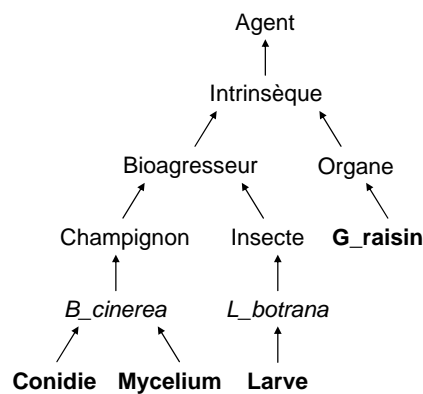 Agent
Intrinsèque
Bioagresseur Organe
Champignon Insecte G_raisin
B_cinerea L_botrana
Conidie Mycelium Larve